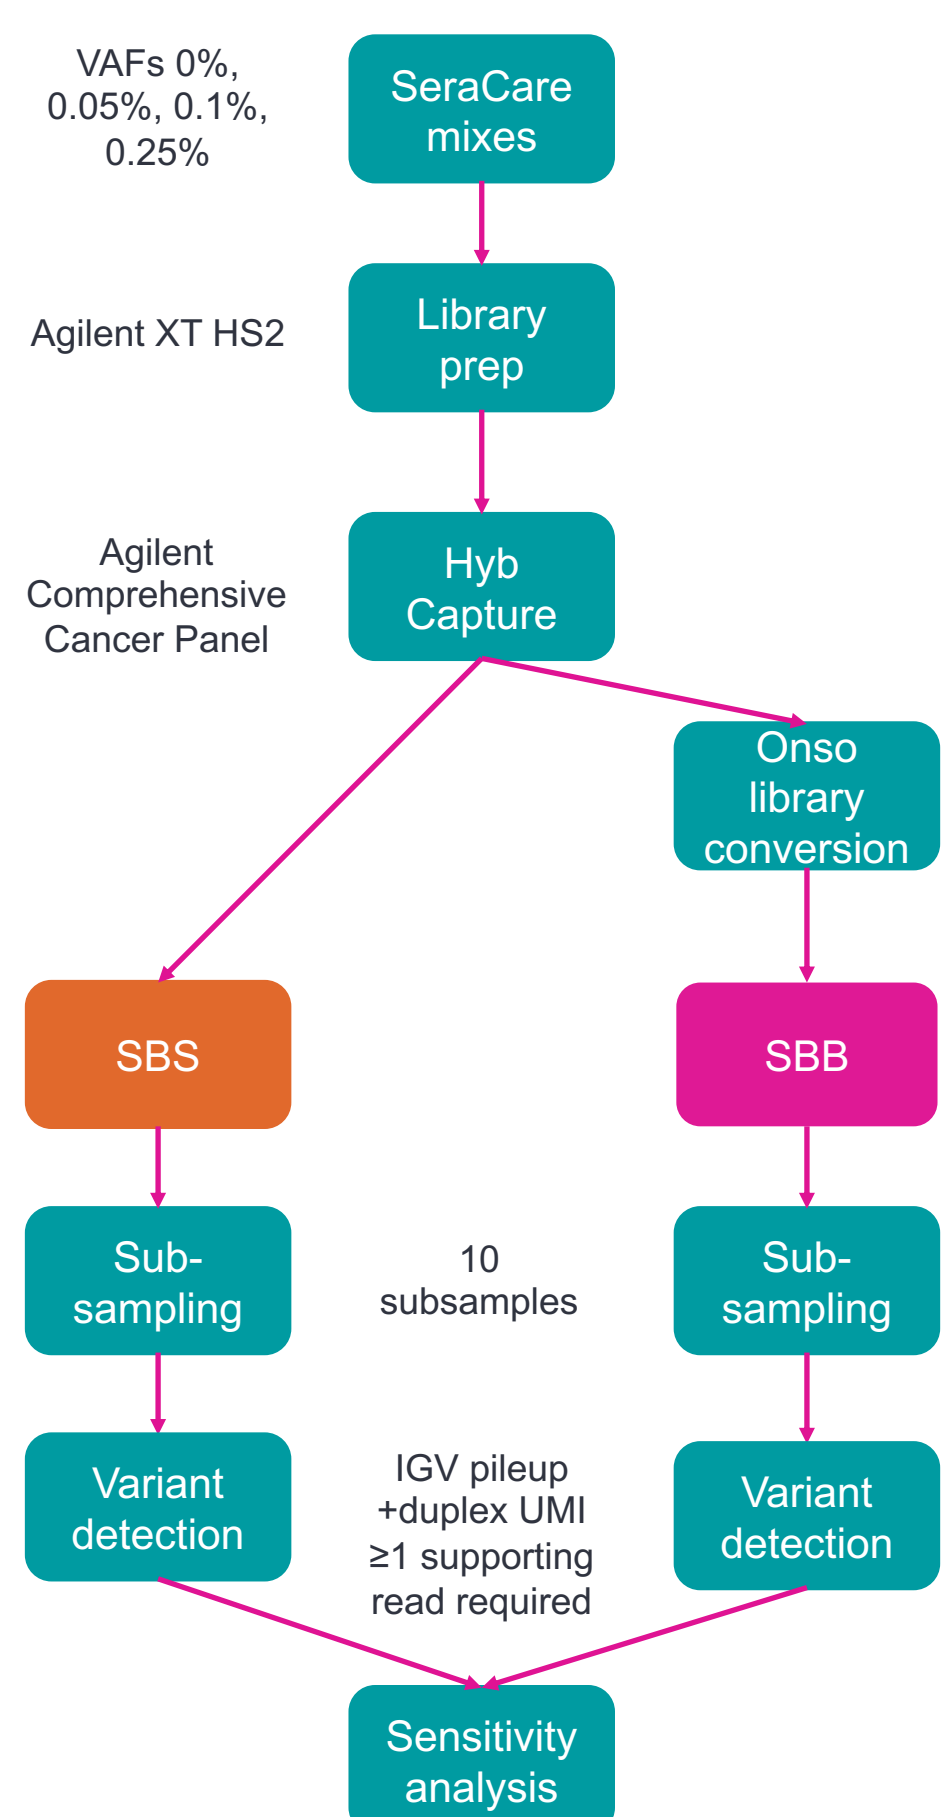 VAFs 0%,
0.05%, 0.1%,
0.25%
SeraCare
mixes
Agilent XT HS2
Library
prep
Agilent
Comprehensive
Cancer Panel
Hyb
Capture
Onso
library
conversion
SBS
SBB
Sub-
sampling
10
subsamples
Sub-
sampling
Variant
detection
IGV pileup
+duplex UMI
≥1 supporting
read required
Variant
detection
Sensitivity
analysis